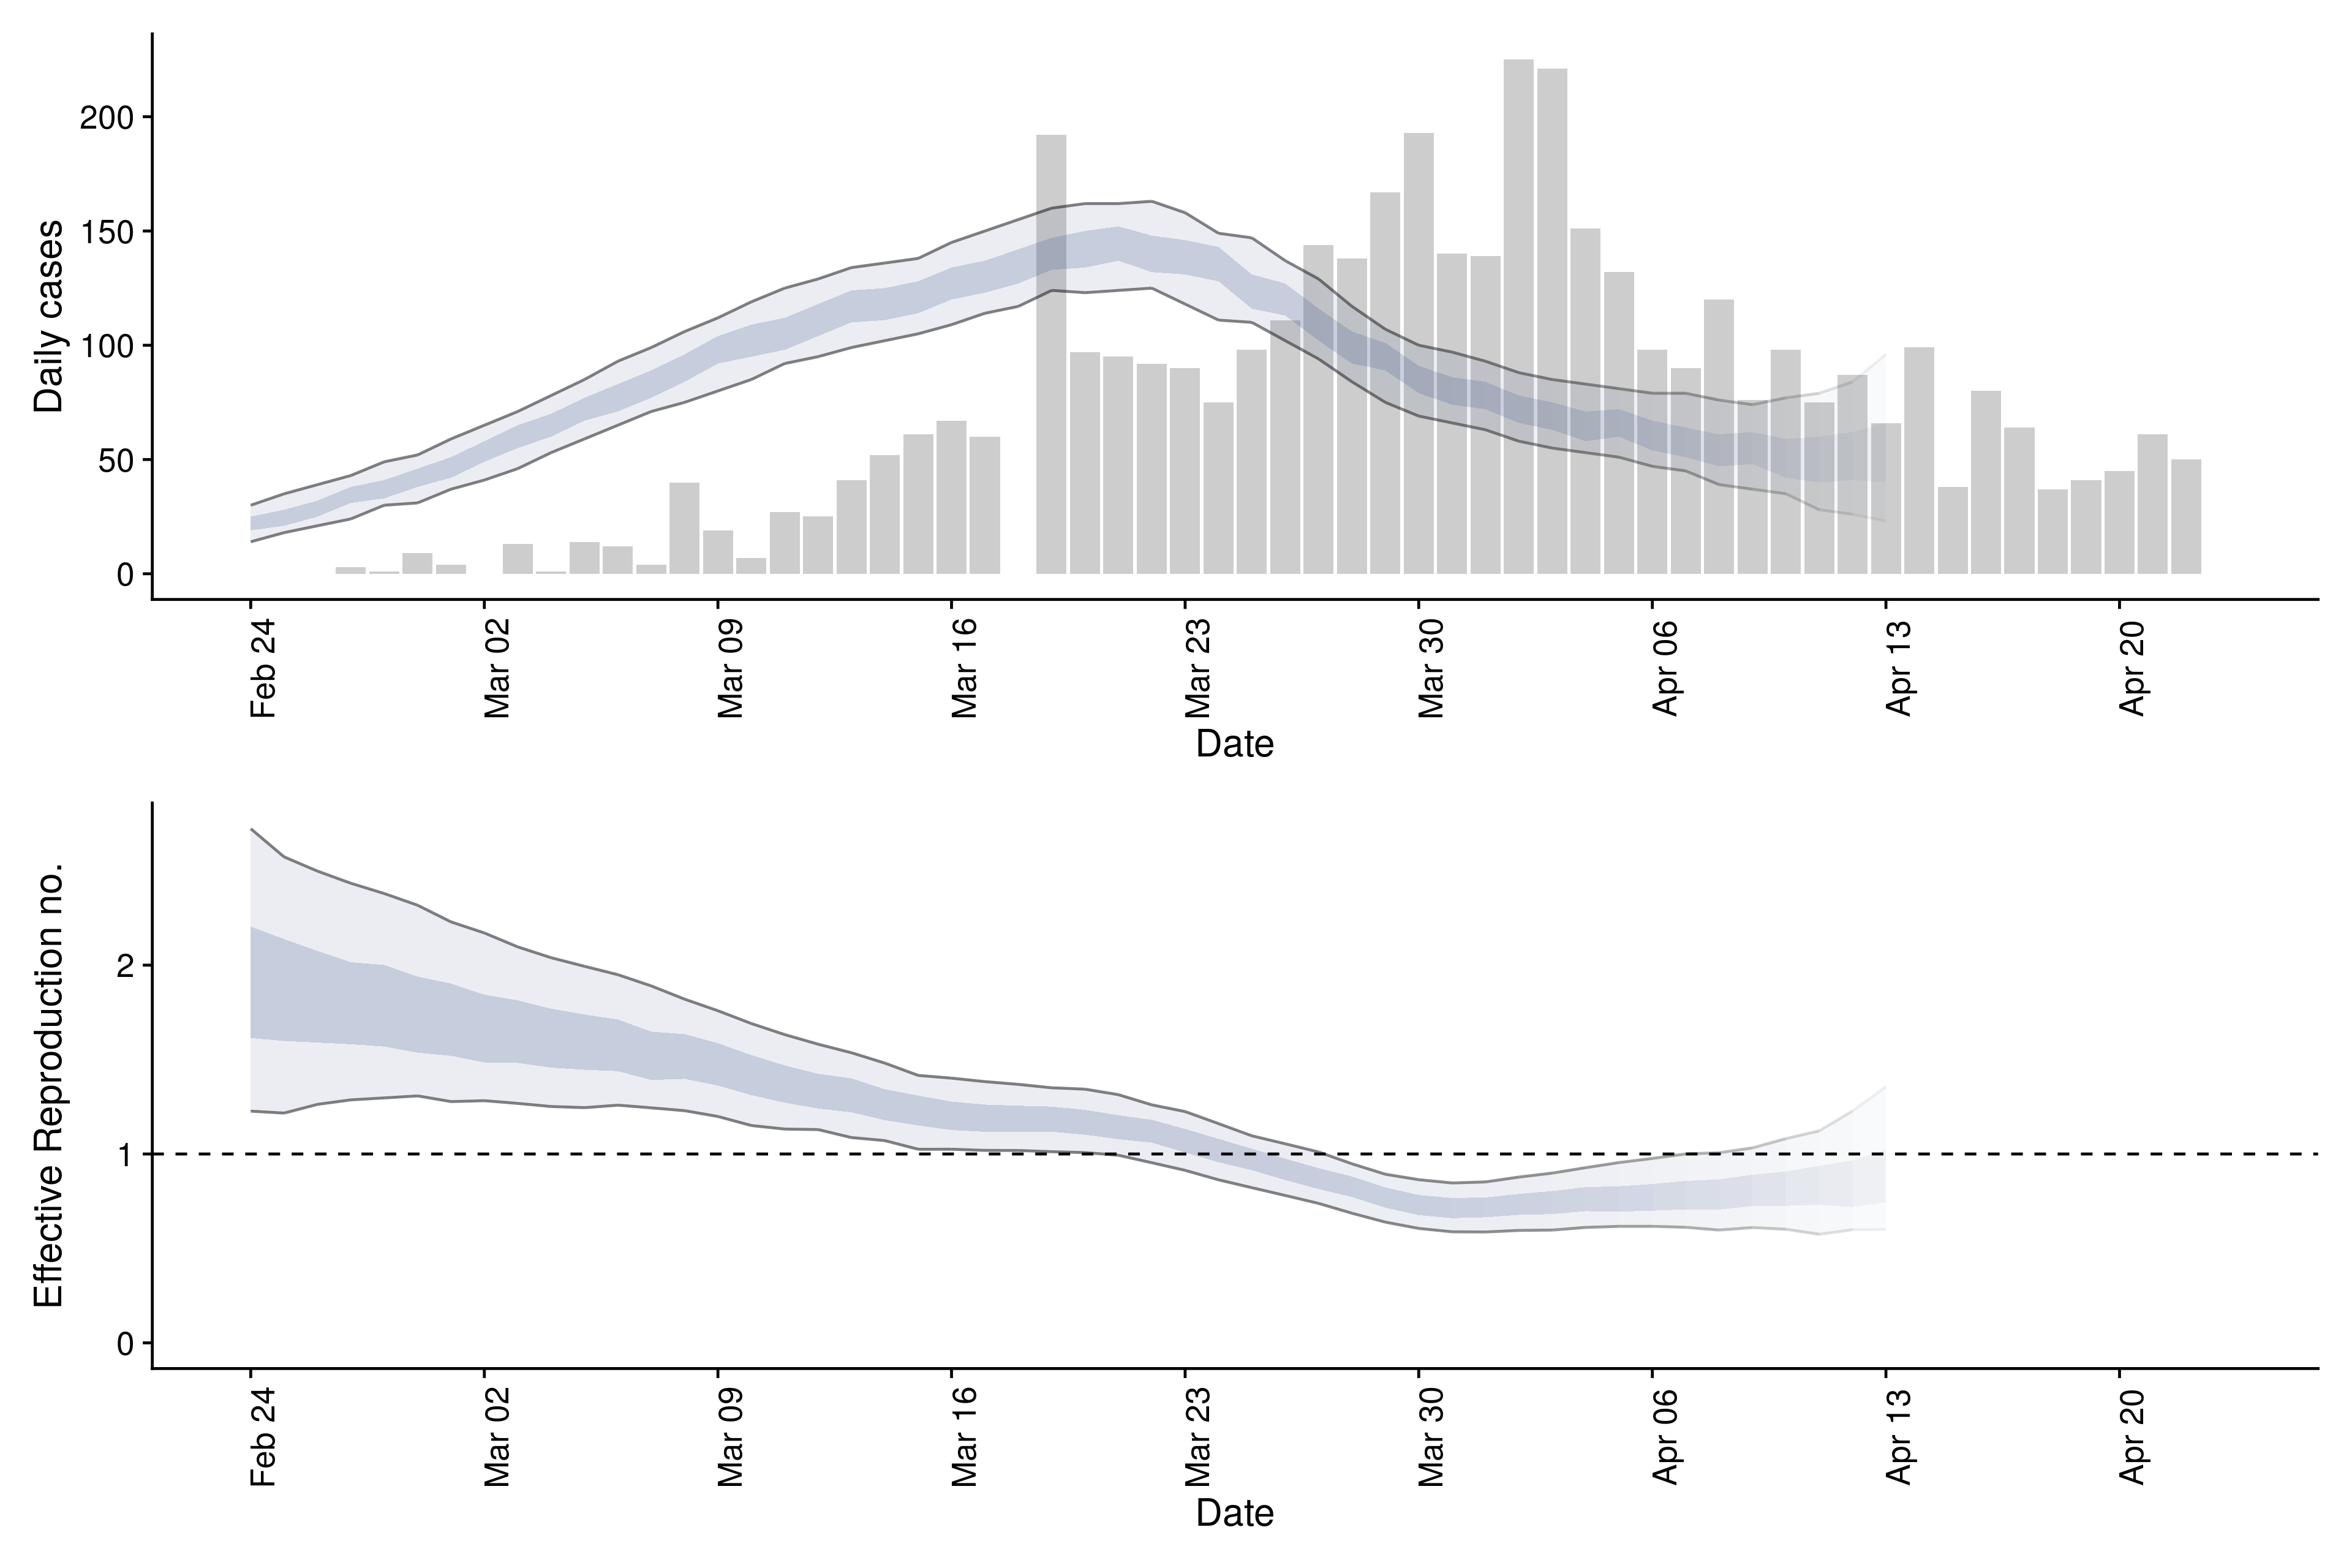 Daily cases
200
150
100
50
0
Feb 24
Mar 02
Mar 09
Mar 16
Mar 23
Mar 30
Apr 06
Apr 13
Apr 20
Date
Effective Reproduction no.
2
1
0
Feb 24
Mar 02
Mar 09
Mar 16
Mar 23
Mar 30
Apr 06
Apr 13
Apr 20
Date